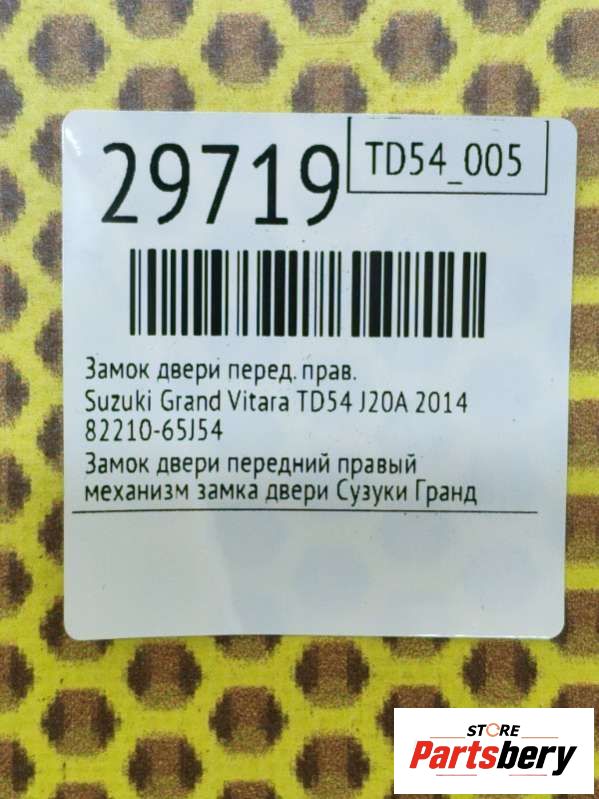 29719
TD54_005
Замок двери перед. прав.
Suzuki Grand Vitara TD54 J20A 2014
82210-65J54
Замок двери передний правый
механизм замка двери Сузуки Гранд
STORE
Partsbery